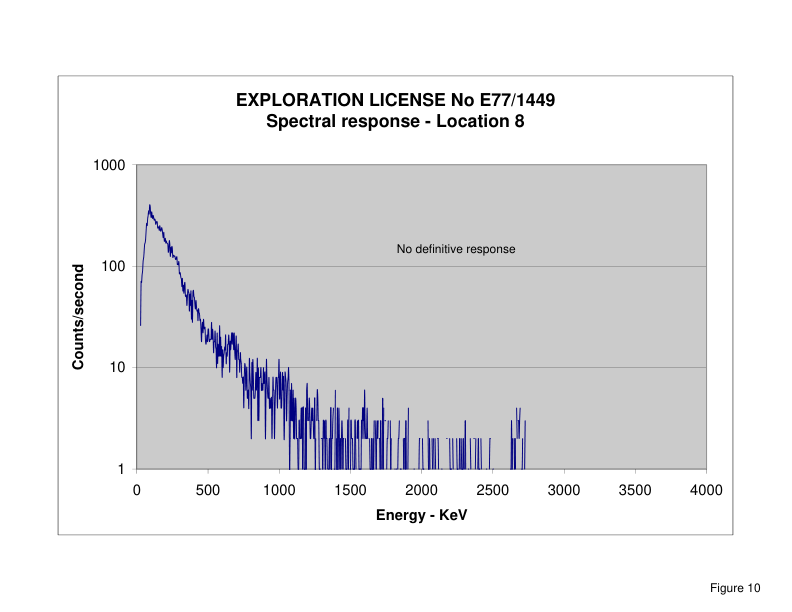 EXPLORATION LICENSE No E77/1449
Spectral response - Location 8
1000
No definitive response
100
Counts/second
10
1
0 500 1000 1500 2000 2500 3000 3500 4000
Energy - KeV
Figure 10